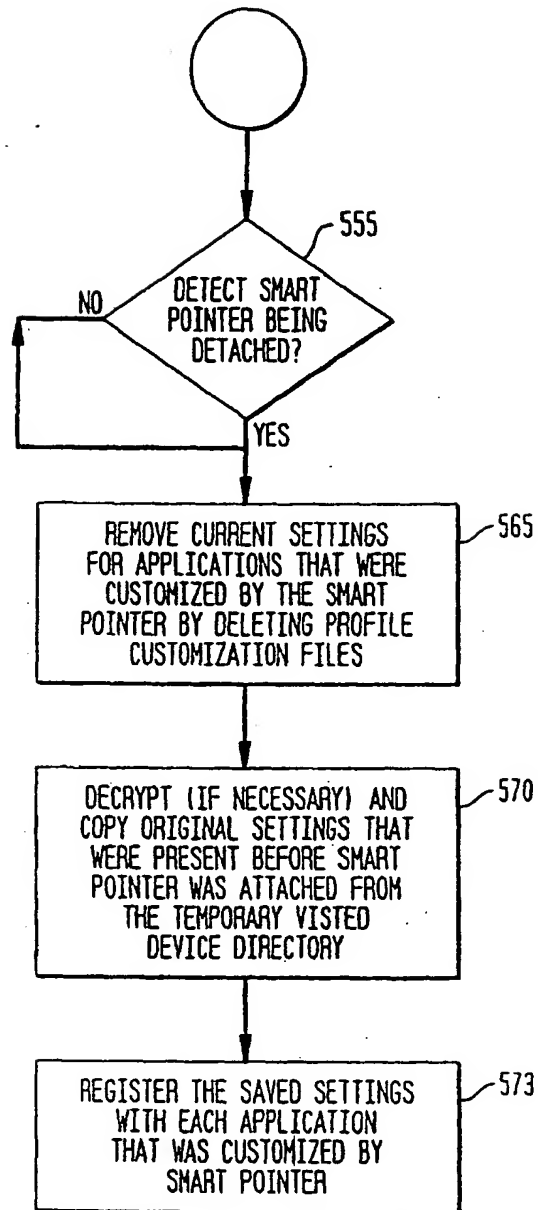 555
DETECT SMART
POINTER BEING
DETACHED?
NO
YES
565
REMOVE CURRENT SETTINGS
FOR APPLICATIONS THAT WERE
CUSTOMIZED BY THE SMART
POINTER BY DELETING PROFILE
CUSTOMIZATION FILES
570
DECRYPT (IF NECESSARY) AND
COPY ORIGINAL SETTINGS THAT
WERE PRESENT BEFORE SMART
POINTER WAS ATTACHED FROM
THE TEMPORARY VISTED
DEVICE DIRECTORY
573
REGISTER THE SAVED SETTINGS
WITH EACH APPLICATION
THAT WAS CUSTOMIZED BY
SMART POINTER